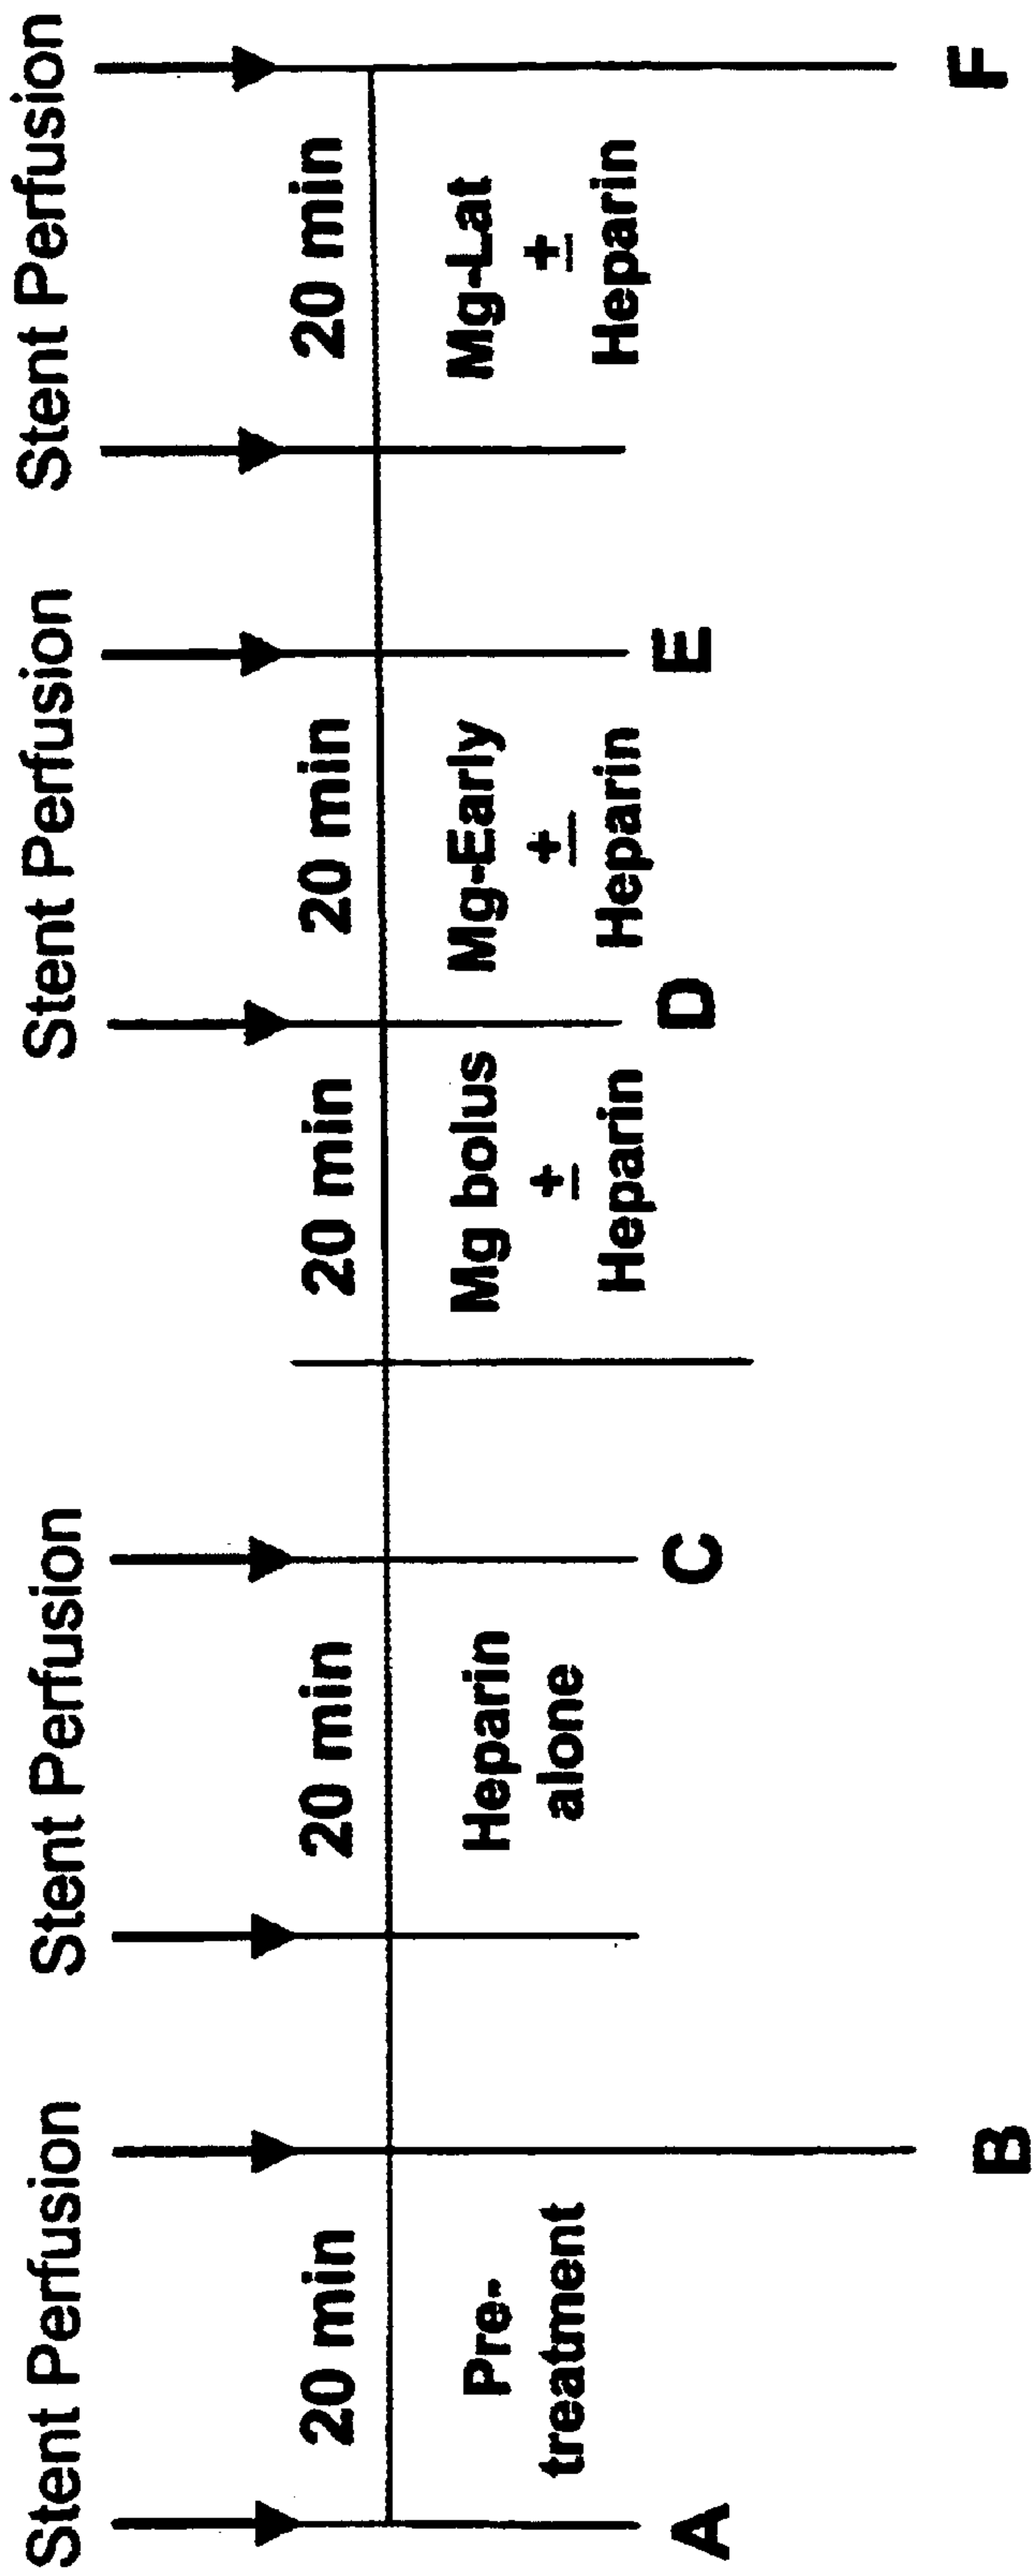 Stent Perfusion
Stent Perfusion
Stent Perfusion
Stent Perfusion
20 min
20 min
20 min
20 min
20 min
Pre-
treatment
Heparin
alone
Mg bolus
±
Heparin
Mg-Early
±
Heparin
Mg-Lat
±
Heparin
A
B
C
D
E
F